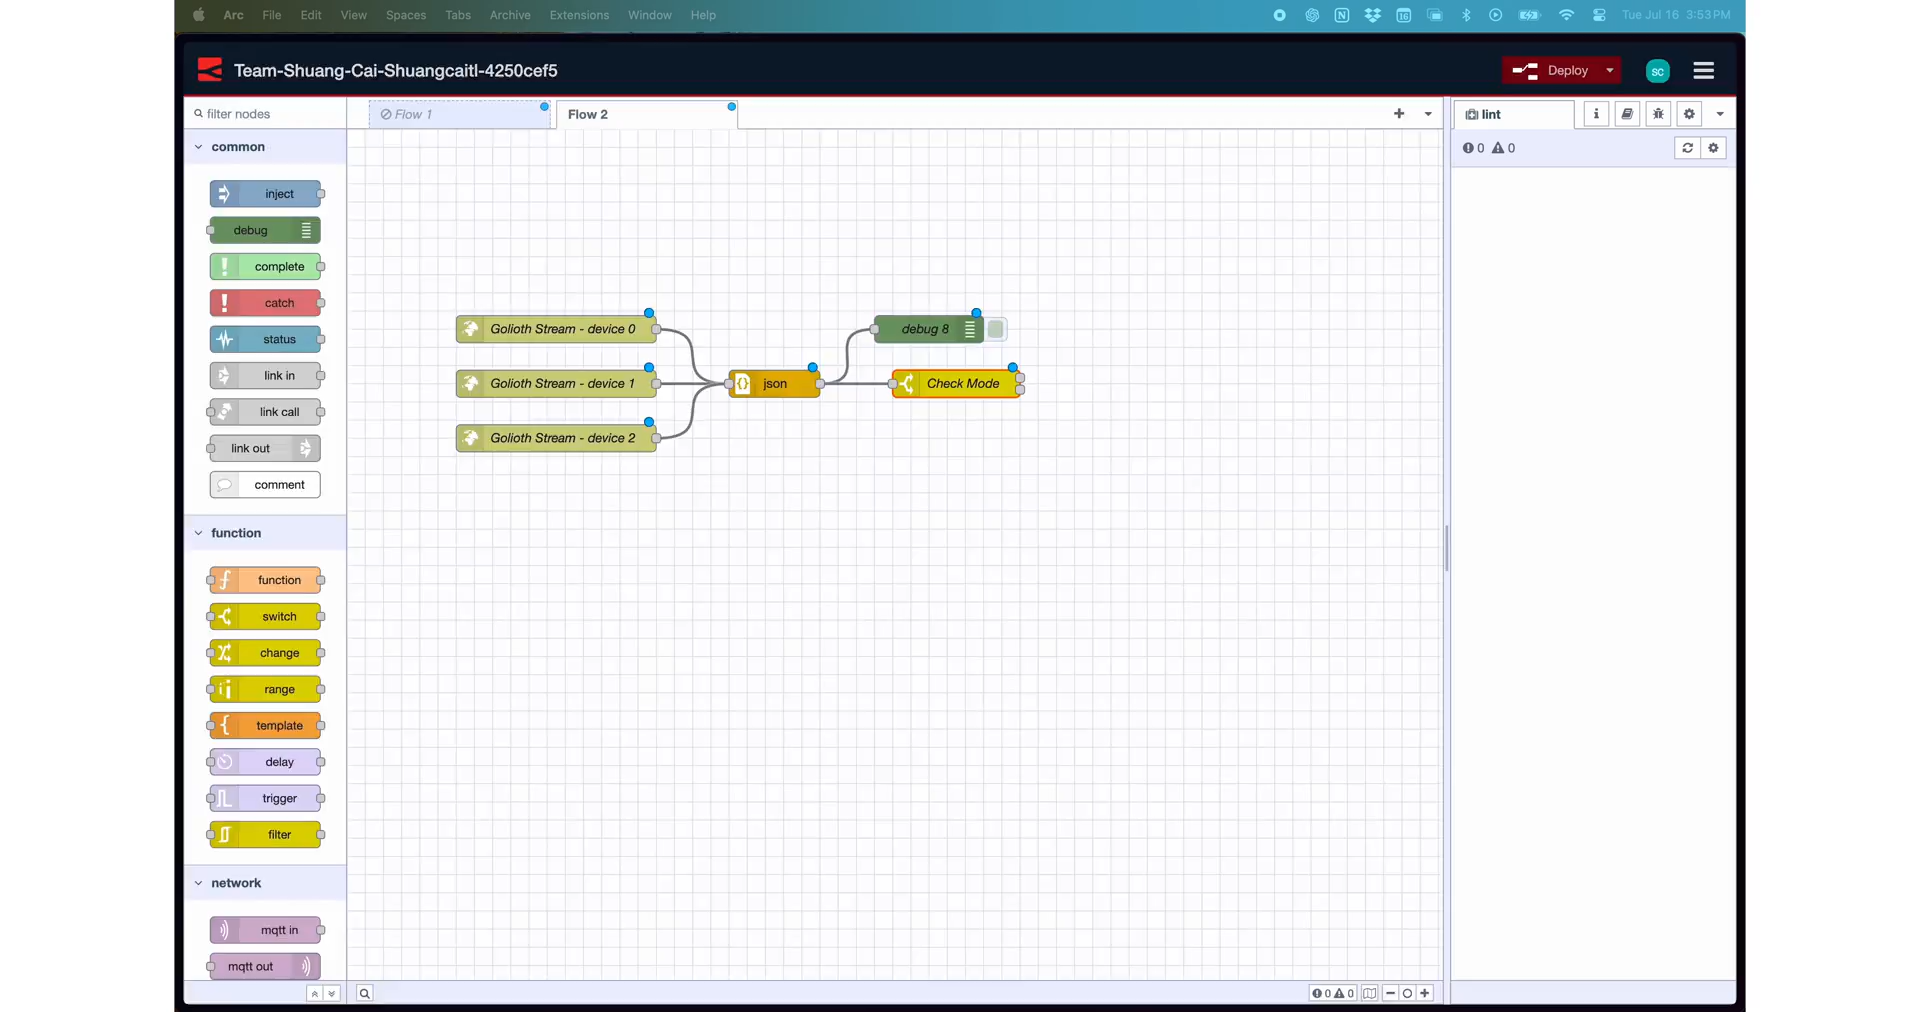 Arc File Edit View Spaces Tabs Archive Extensions Window Help
16
Tue Jul 16 3:53 PM
Team-Shuang-Cai-Shuangcaitl-4250cef5
Deploy
SC
filter nodes
Flow 1
Flow 2
lint
0 0
common
inject
debug
complete
catch
status
link in
link call
link out
comment
function
function
switch
change
range
template
delay
trigger
filter
network
mqtt in
mqtt out
Golioth Stream - device 0
Golioth Stream - device 1
Golioth Stream - device 2
json
debug 8
Check Mode
0 0